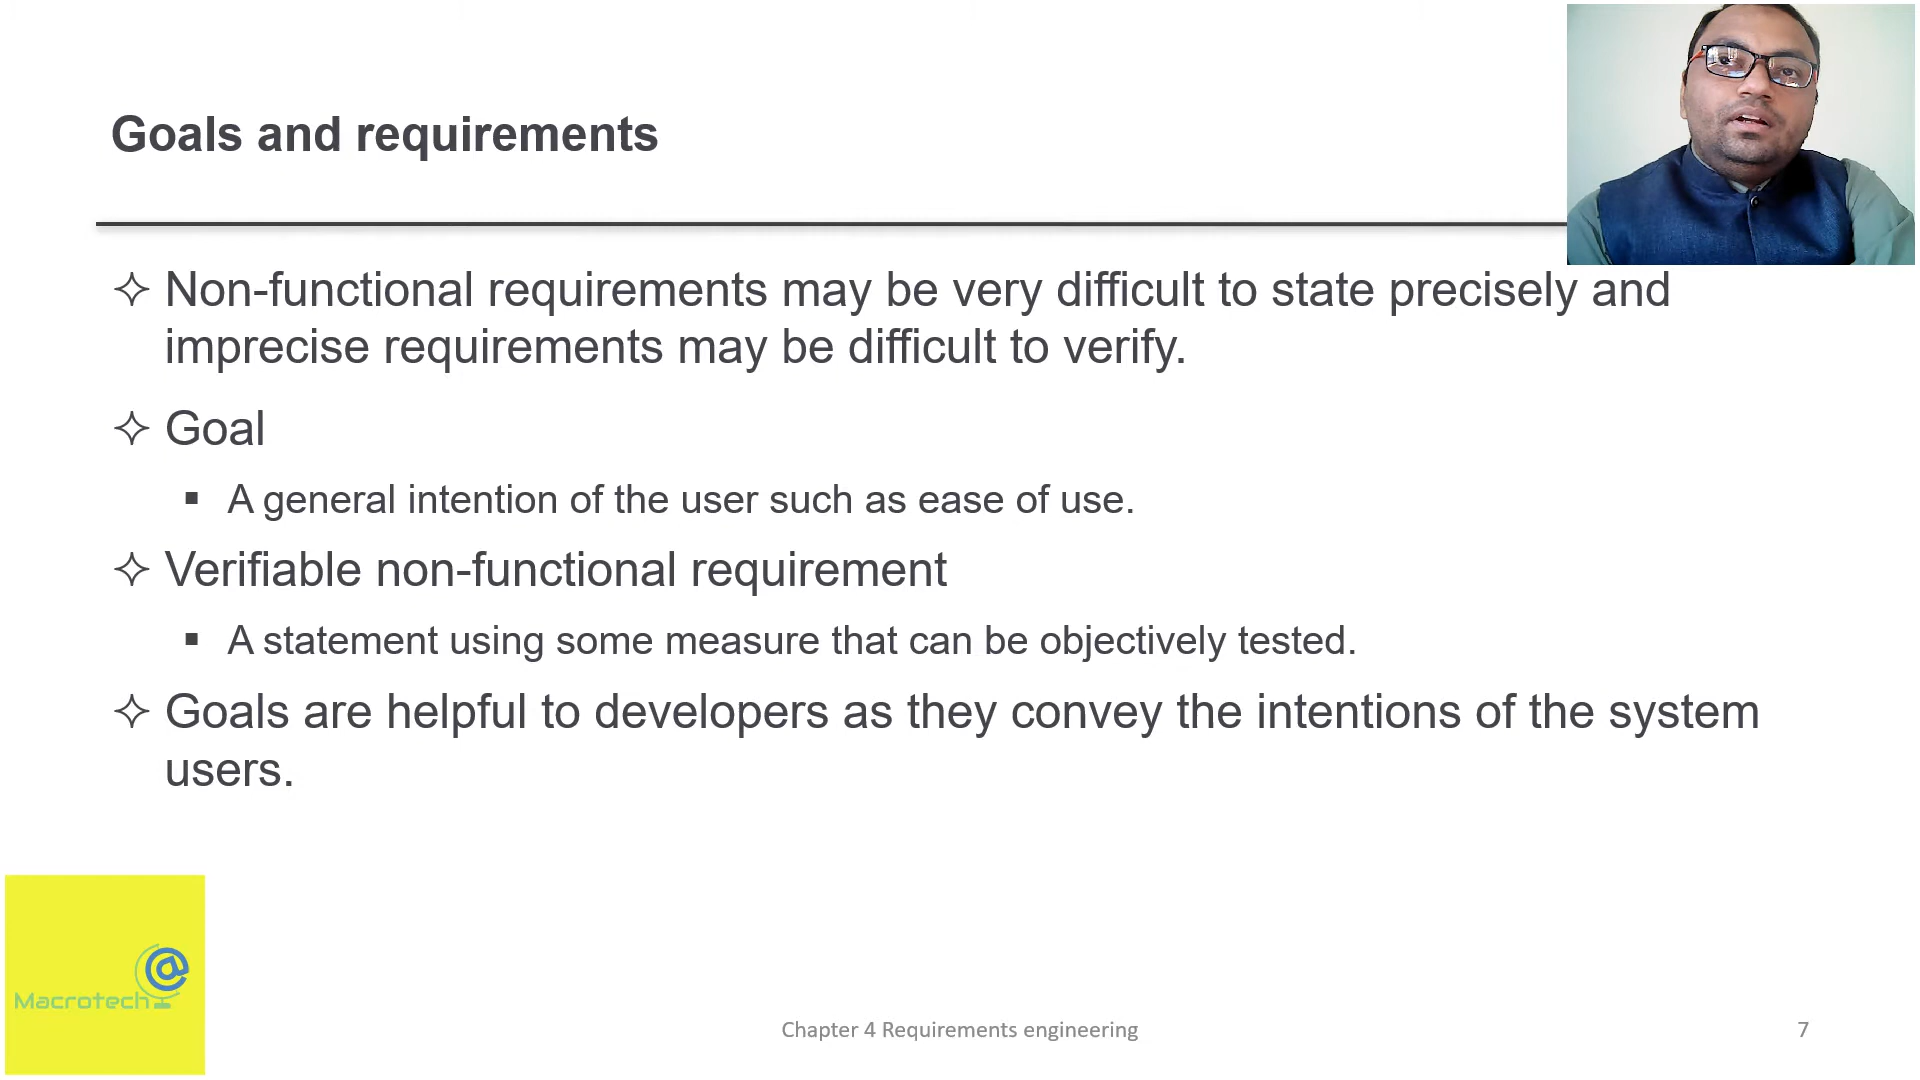 Goals and requirements
Non-functional requirements may be very difficult to state precisely and
imprecise requirements may be difficult to verify.
Goal
A general intention of the user such as ease of use.
Verifiable non-functional requirement
A statement using some measure that can be objectively tested.
Goals are helpful to developers as they convey the intentions of the system
users.
@
Macrotech
Chapter 4 Requirements engineering
7